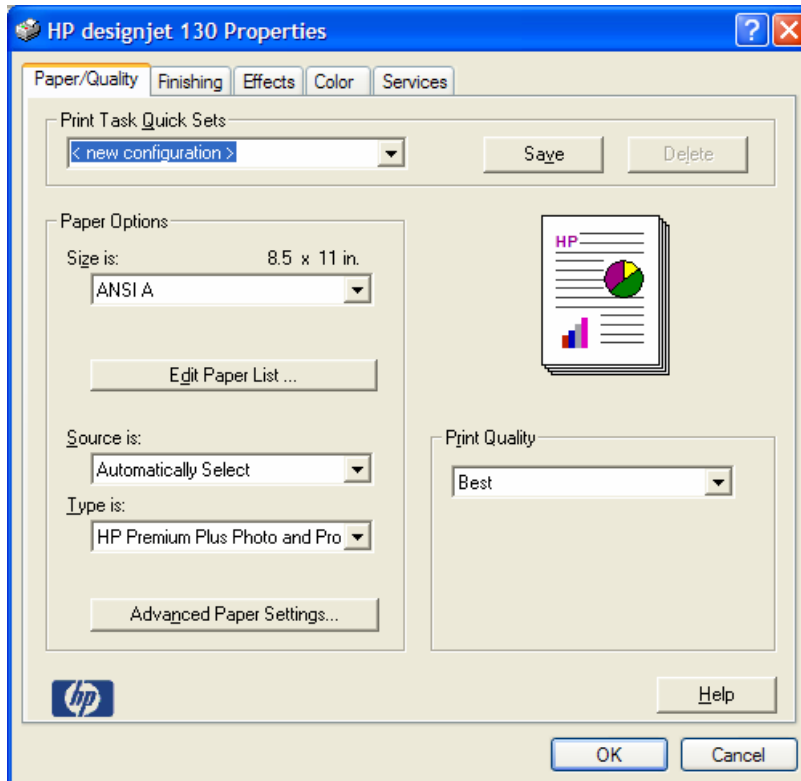 HP designjet 130 Properties
Paper/Quality Finishing Effects Color Services
Print Task Quick Sets
< new configuration >
Save
Delete
Paper Options
Size is: 8.5 x 11 in.
ANSI A
Edit Paper List ...
Source is:
Automatically Select
Type is:
HP Premium Plus Photo and Pro
Advanced Paper Settings...
HP
Print Quality
Best
hp
Help
OK
Cancel